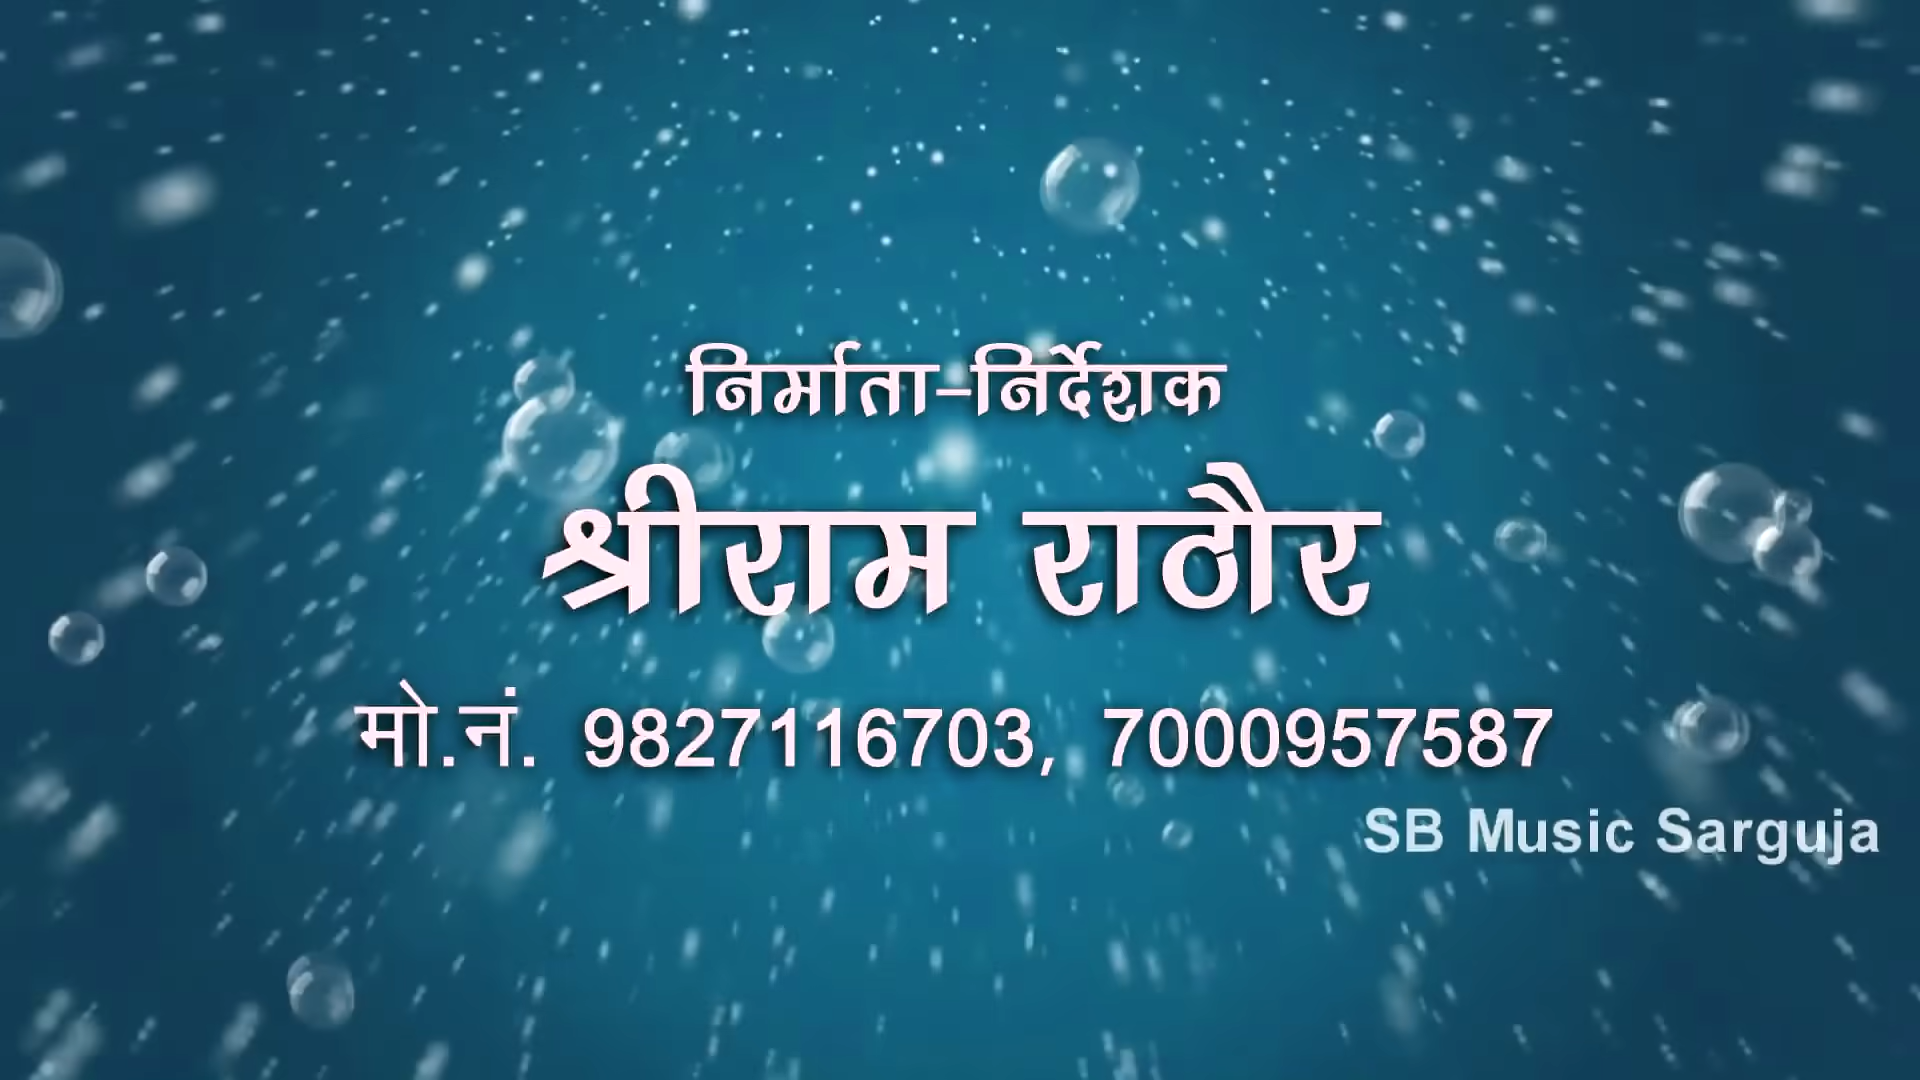 निर्माता-निर्देशक
श्रीराम राठौर
मो.नं. 9827116703, 7000957587
SB Music Sarguja